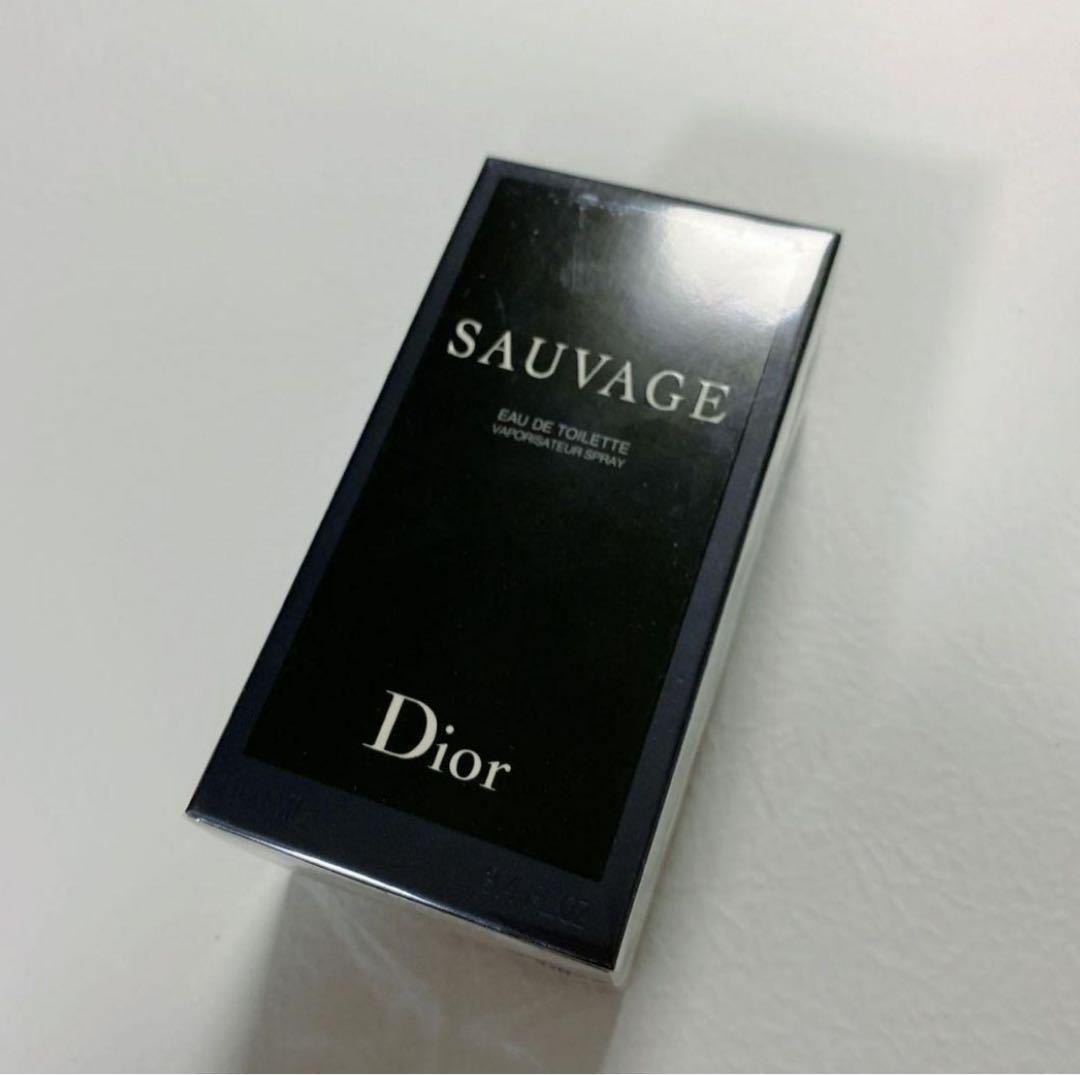 SAUVAGE
EAU DE TOILETTE
VAPORISATEUR SPRAY
Dior